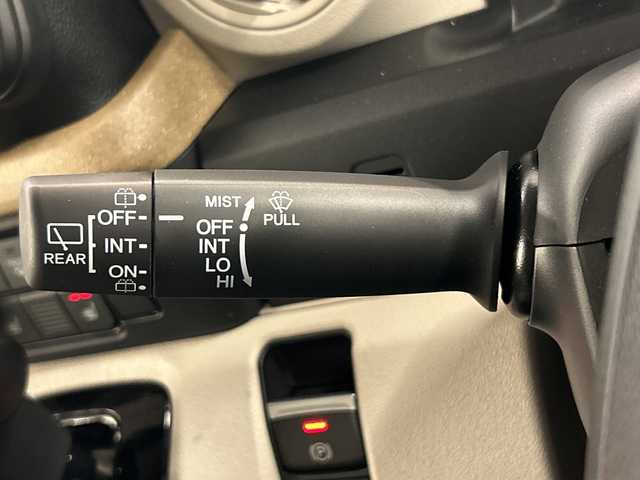 REAR
OFF
INT
ON
MIST
OFF
INT
LO
HI
PULL